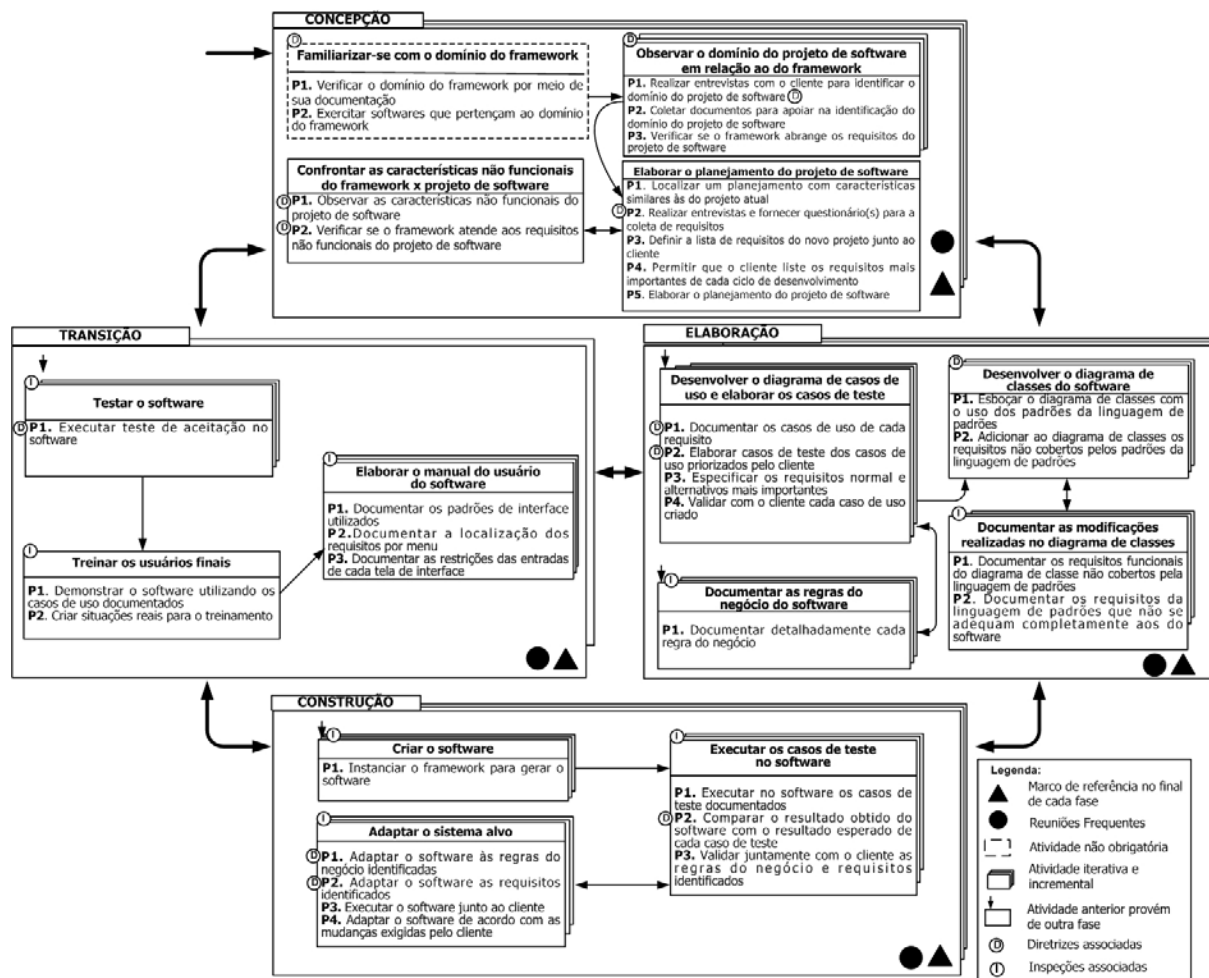 CONCEPÇÃO
D
Familiarizar-se com o domínio do framework
P1. Verificar o domínio do framework por meio de
sua documentação
P2. Exercitar softwares que pertençam ao domínio
do framework
D
Observar o domínio do projeto de software
em relação ao do framework
P1. Realizar entrevistas com o cliente para identificar o
domínio do projeto de software D
P2. Coletar documentos para apoiar na identificação do
domínio do projeto de software
P3. Verificar se o framework abrange os requisitos do
projeto de software
Confrontar as características não funcionais
do framework x projeto de software
D P1. Observar as características não funcionais do
projeto de software
D P2. Verificar se o framework atende aos requisitos
não funcionais do projeto de software
Elaborar o planejamento do projeto de software
P1. Localizar um planejamento com características
similares às do projeto atual
D P2. Realizar entrevistas e fornecer questionário(s) para a
coleta de requisitos
P3. Definir a lista de requisitos do novo projeto junto ao
cliente
P4. Permitir que o cliente liste os requisitos mais
importantes de cada ciclo de desenvolvimento
P5. Elaborar o planejamento do projeto de software
TRANSIÇÃO
I
Testar o software
D P1. Executar teste de aceitação no
software
I
Elaborar o manual do usuário
do software
P1. Documentar os padrões de interface
utilizados
P2.Documentar a localização dos
requisitos por menu
P3. Documentar as restrições das entradas
de cada tela de interface
I
Treinar os usuários finais
P1. Demonstrar o software utilizando os
casos de uso documentados
P2. Criar situações reais para o treinamento
ELABORAÇÃO
I
Desenvolver o diagrama de casos de
uso e elaborar os casos de teste
D P1. Documentar os casos de uso de cada
requisito
D P2. Elaborar casos de teste dos casos de
uso priorizados pelo cliente
P3. Especificar os requisitos normal e
alternativos mais importantes
P4. Validar com o cliente cada caso de uso
criado
D
Desenvolver o diagrama de
classes do software
P1. Esboçar o diagrama de classes com
o uso dos padrões da linguagem de
padrões
P2. Adicionar ao diagrama de classes os
requisitos não cobertos pelos padrões da
linguagem de padrões
I
Documentar as regras do
negócio do software
P1. Documentar detalhadamente cada
regra do negócio
I
Documentar as modificações
realizadas no diagrama de classes
P1. Documentar os requisitos funcionais
do diagrama de classe não cobertos pela
linguagem de padrões
P2. Documentar os requisitos da
linguagem de padrões que não se
adequam completamente aos do
software
CONSTRUÇÃO
I
Criar o software
P1. Instanciar o framework para gerar o
software
I
Adaptar o sistema alvo
D P1. Adaptar o software às regras do
negócio identificadas
D P2. Adaptar o software as requisitos
identificados
P3. Executar o software junto ao cliente
P4. Adaptar o software de acordo com as
mudanças exigidas pelo cliente
I
Executar os casos de teste
no software
P1. Executar no software os casos de
teste documentados
D P2. Comparar o resultado obtido do
software com o resultado esperado de
cada caso de teste
P3. Validar juntamente com o cliente as
regras do negócio e requisitos
identificados
Legenda:
Marco de referência no final
de cada fase
Reuniões Frequentes
Atividade não obrigatória
Atividade iterativa e
incremental
Atividade anterior provém
de outra fase
D Diretrizes associadas
I Inspeções associadas